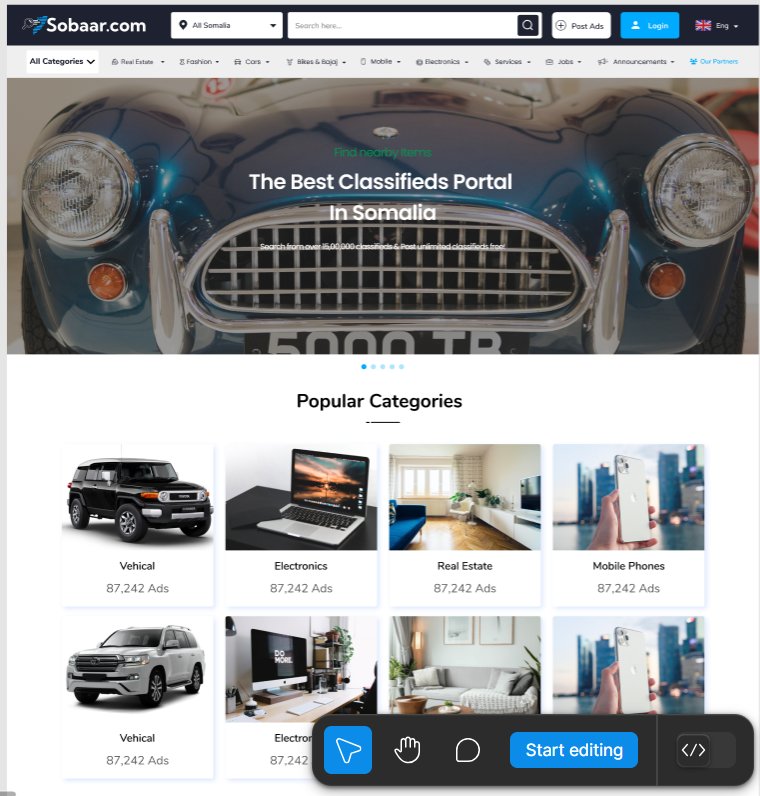 Sobaar.com
All Somalia
Search here...
Post Ads
Login
Eng
All Categories
Real Estate
Fashion
Cars
Bikes & Bajaj
Mobile
Electronics
Services
Jobs
Announcements
Our Partners
Find nearby items
The Best Classifieds Portal
In Somalia
Search from over 15,00,000 classifieds & Post unlimited classifieds free!
5000 TR
Popular Categories
Vehical
Electronics
Real Estate
Mobile Phones
87,242 Ads
87,242 Ads
87,242 Ads
87,242 Ads
DO
MORE.
Vehical
Electron
87,242 Ads
87,242
Start editing